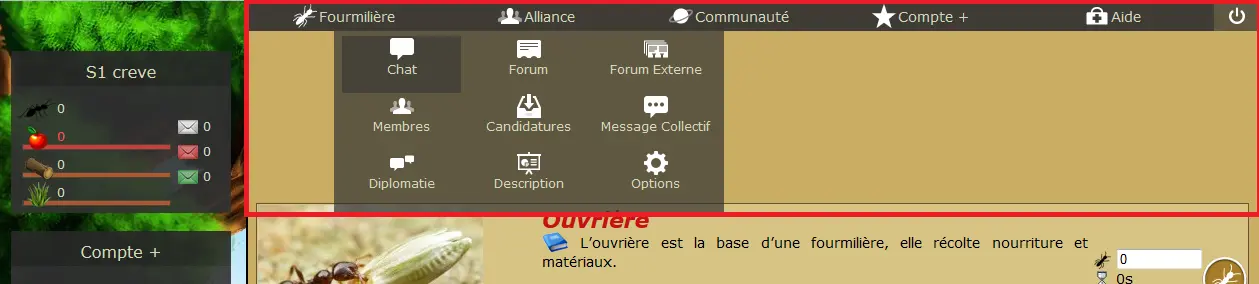 Fourmilière Alliance Communauté Compte + Aide
Chat Forum Forum Externe
Membres Candidatures Message Collectif
Diplomatie Description Options
S1 creve
0
0
0
0
0
0
0
Compte +
Ouvrière
L'ouvrière est la base d'une fourmilière, elle récolte nourriture et
matériaux.
0
0s